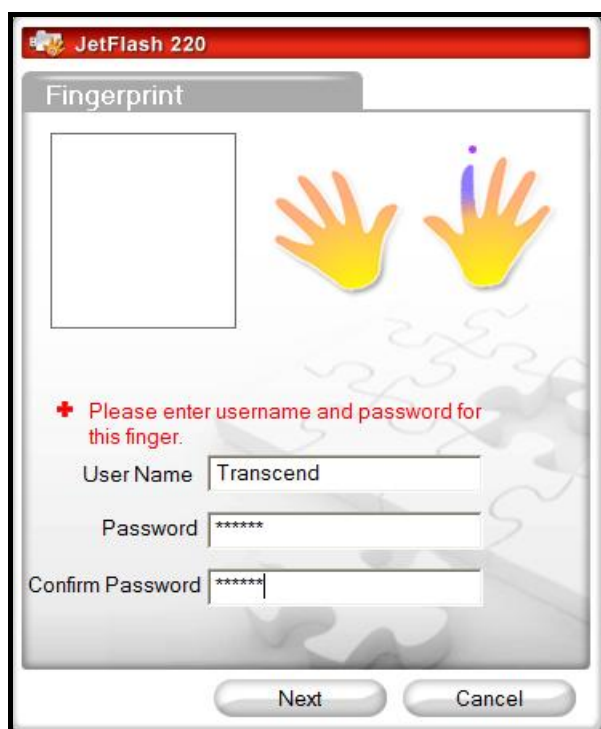 JetFlash 220
Fingerprint
Please enter username and password for
this finger.
User Name Transcend
Password ******
Confirm Password ******
Next Cancel